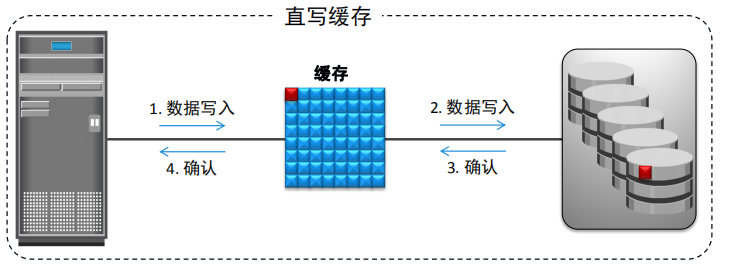 直写缓存
缓存
1. 数据写入
2. 数据写入
4. 确认
3. 确认